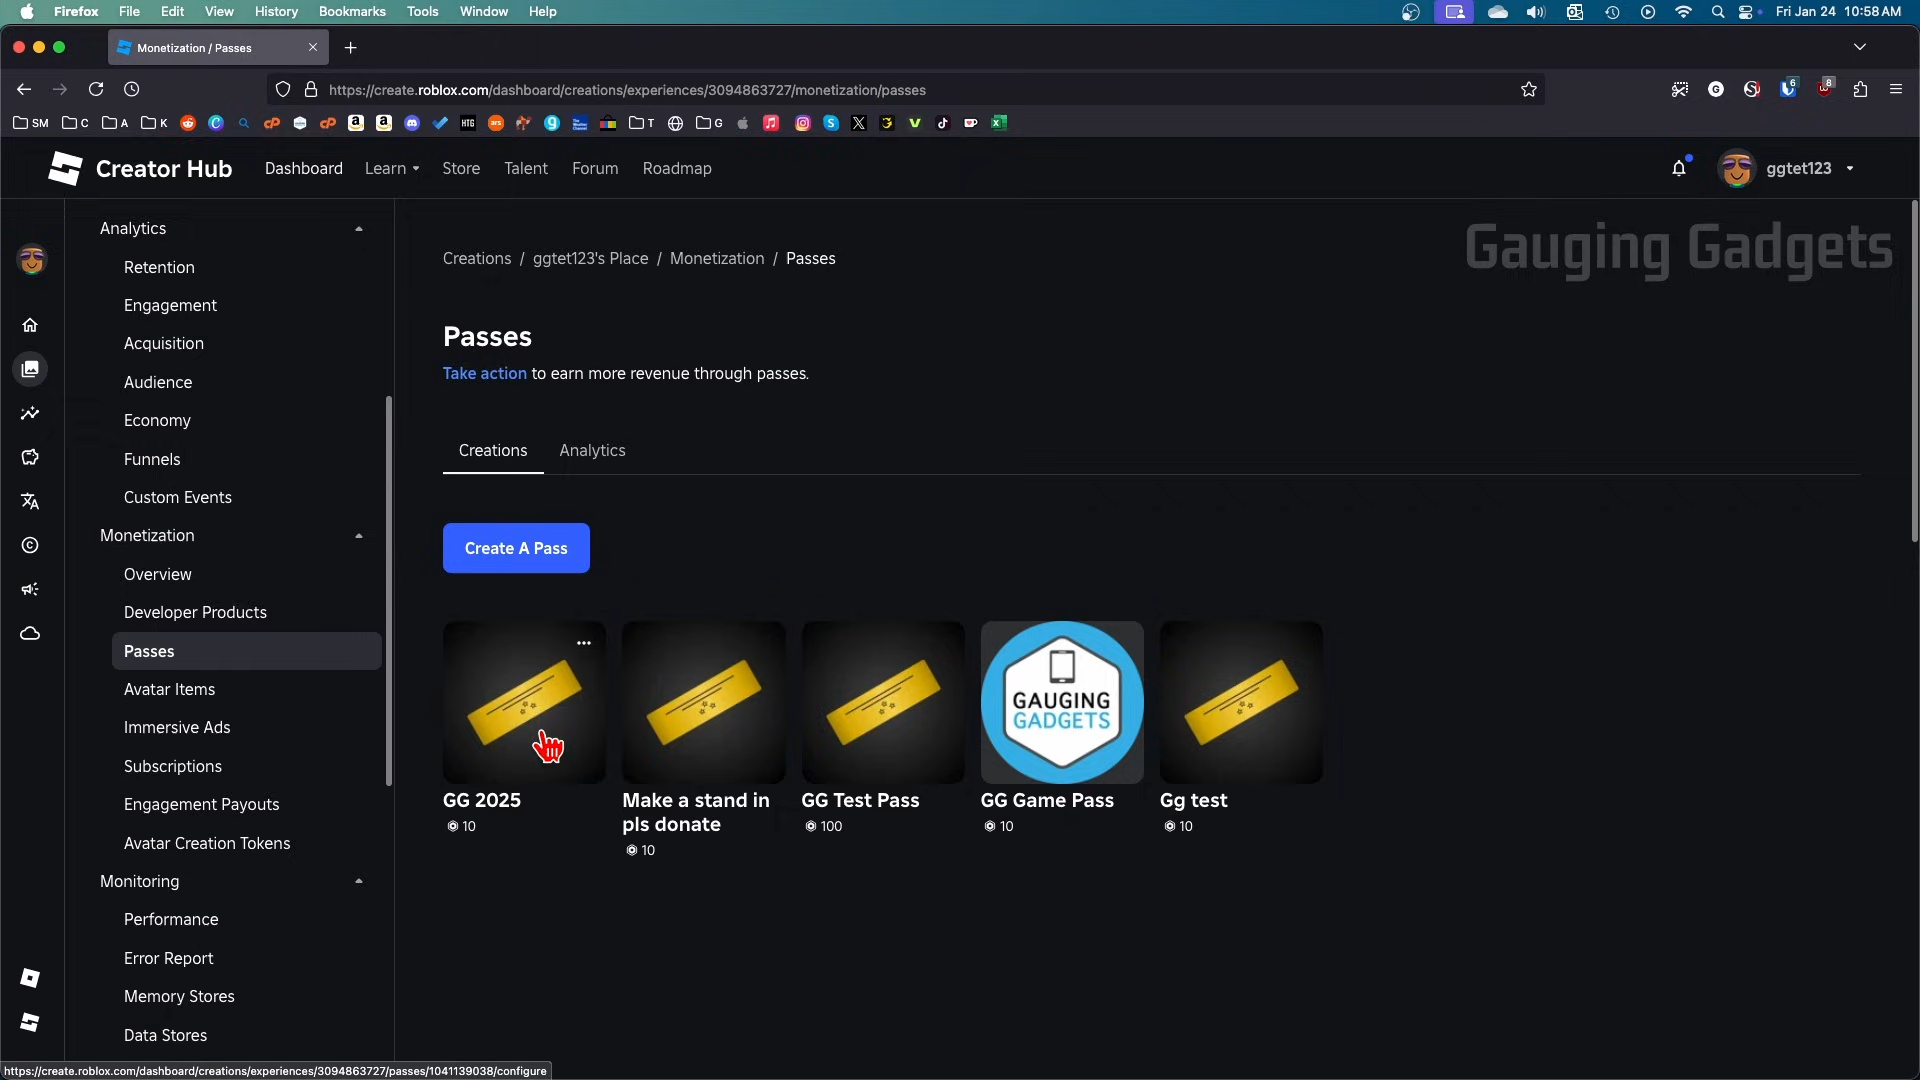 Firefox File Edit View History Bookmarks Tools Window Help
Fri Jan 24 10:58 AM
Monetization / Passes
https://create.roblox.com/dashboard/creations/experiences/3094863727/monetization/passes
6
8
SM C A K T G
HTG
Creator Hub Dashboard Learn Store Talent Forum Roadmap ggtet123
Gauging Gadgets
Analytics
Retention
Engagement
Acquisition
Audience
Economy
Funnels
Custom Events
Monetization
Overview
Developer Products
Passes
Avatar Items
Immersive Ads
Subscriptions
Engagement Payouts
Avatar Creation Tokens
Monitoring
Performance
Error Report
Memory Stores
Data Stores
Creations / ggtet123's Place / Monetization / Passes
Passes
Take action to earn more revenue through passes.
Creations Analytics
Create A Pass
GAUGING
GADGETS
GG 2025
10
Make a stand in
pls donate
10
GG Test Pass
100
GG Game Pass
10
Gg test
10
https://create.roblox.com/dashboard/creations/experiences/3094863727/passes/1041139038/configure